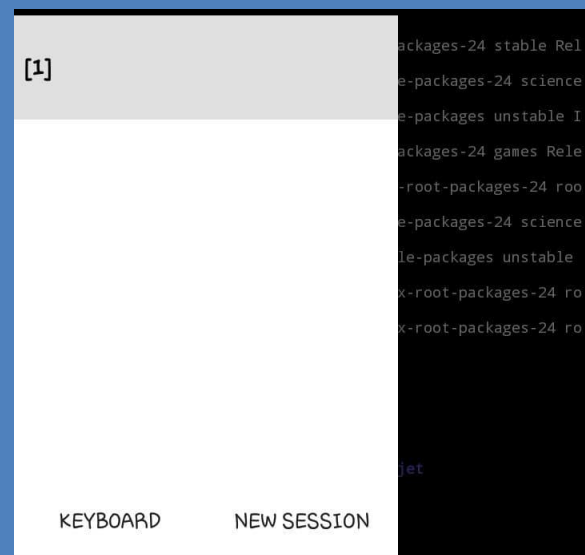 [1]
ackages-24 stable Rel
e-packages-24 science
e-packages unstable I
ackages-24 games Rele
-root-packages-24 roo
e-packages-24 science
le-packages unstable
x-root-packages-24 ro
x-root-packages-24 ro
jet
KEYBOARD NEW SESSION